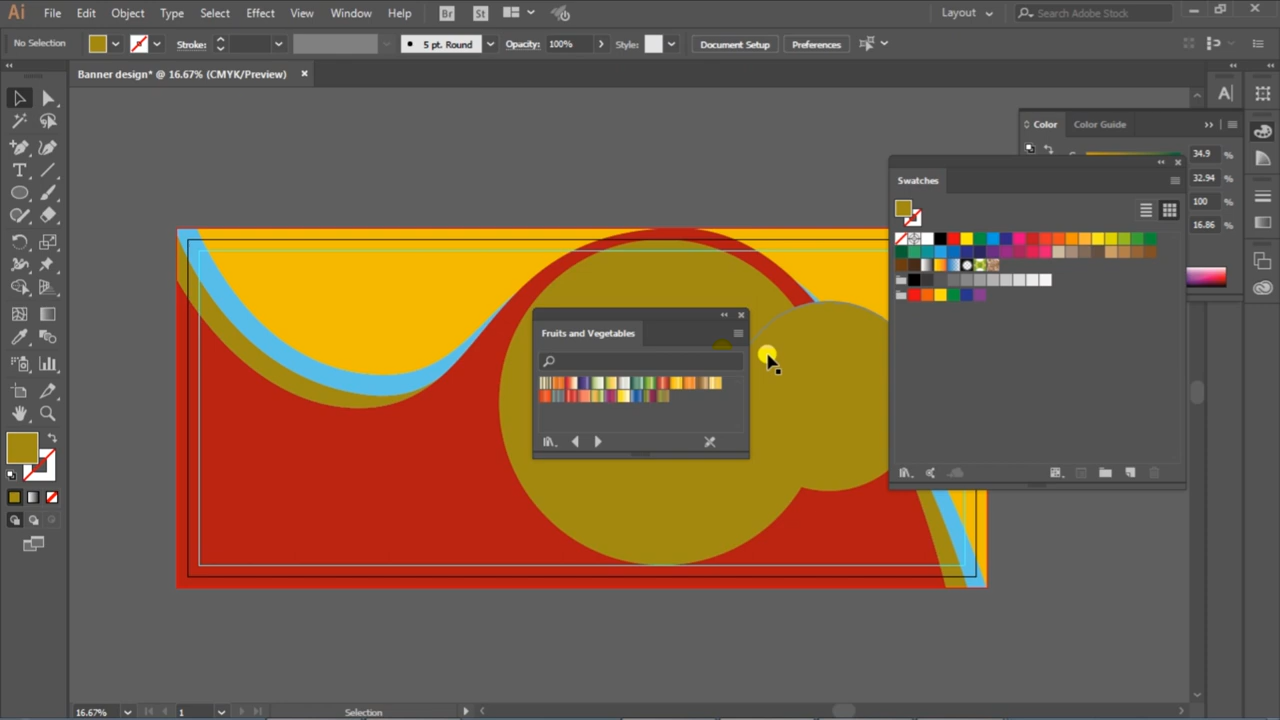 Ai File Edit Object Type Select Effect View Window Help Br St Layout Search Adobe Stock
No Selection Stroke: 5 pt. Round Opacity: 100% Style: Document Setup Preferences
Banner design* @ 16.67% (CMYK/Preview)
Color Color Guide
34.9 %
32.94 %
100 %
16.86 %
Swatches
Fruits and Vegetables
16.67% 1 Selection